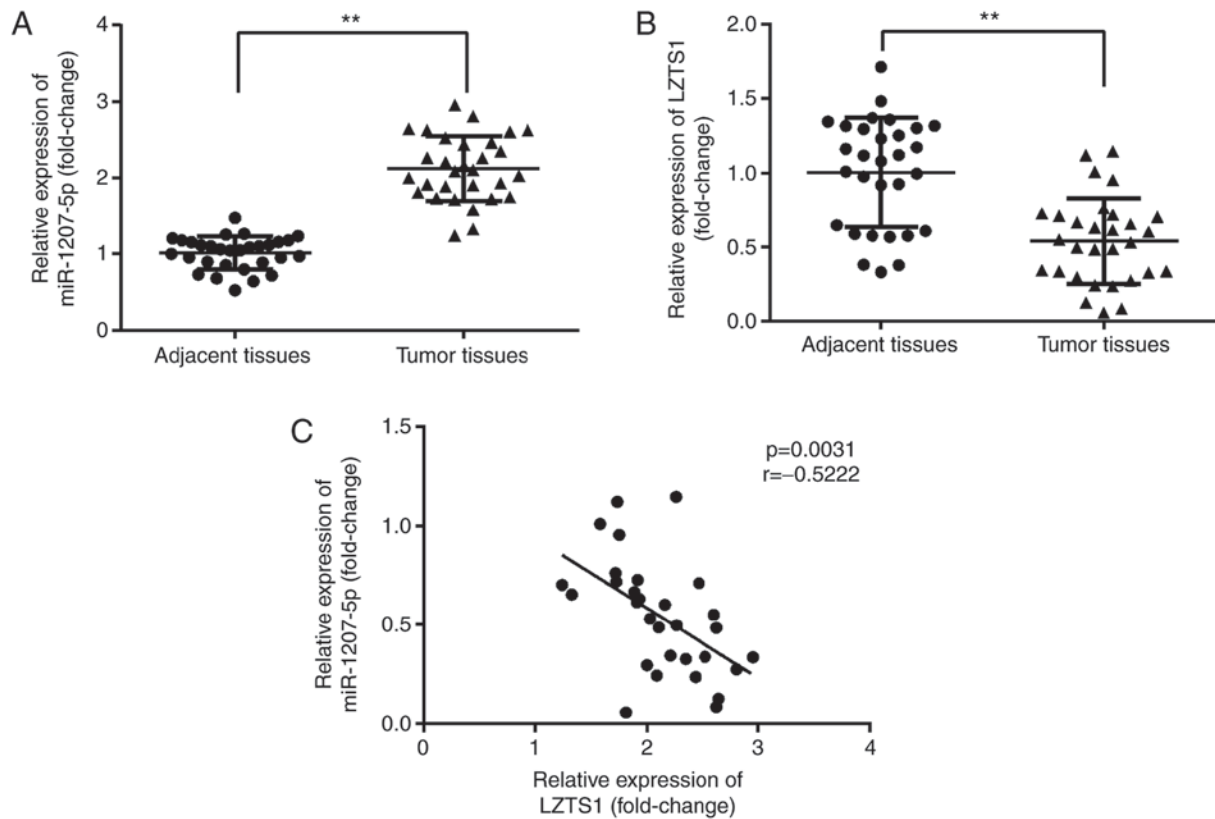 A
Relative expression of
miR-1207-5p (fold-change)
4
3
2
1
0
**
Adjacent tissues
Tumor tissues
B
Relative expression of LZTS1
(fold-change)
2.0
1.5
1.0
0.5
0.0
**
Adjacent tissues
Tumor tissues
C
Relative expression of
miR-1207-5p (fold-change)
1.5
1.0
0.5
0.0
p=0.0031
r=−0.5222
0
1
2
3
4
Relative expression of
LZTS1 (fold-change)